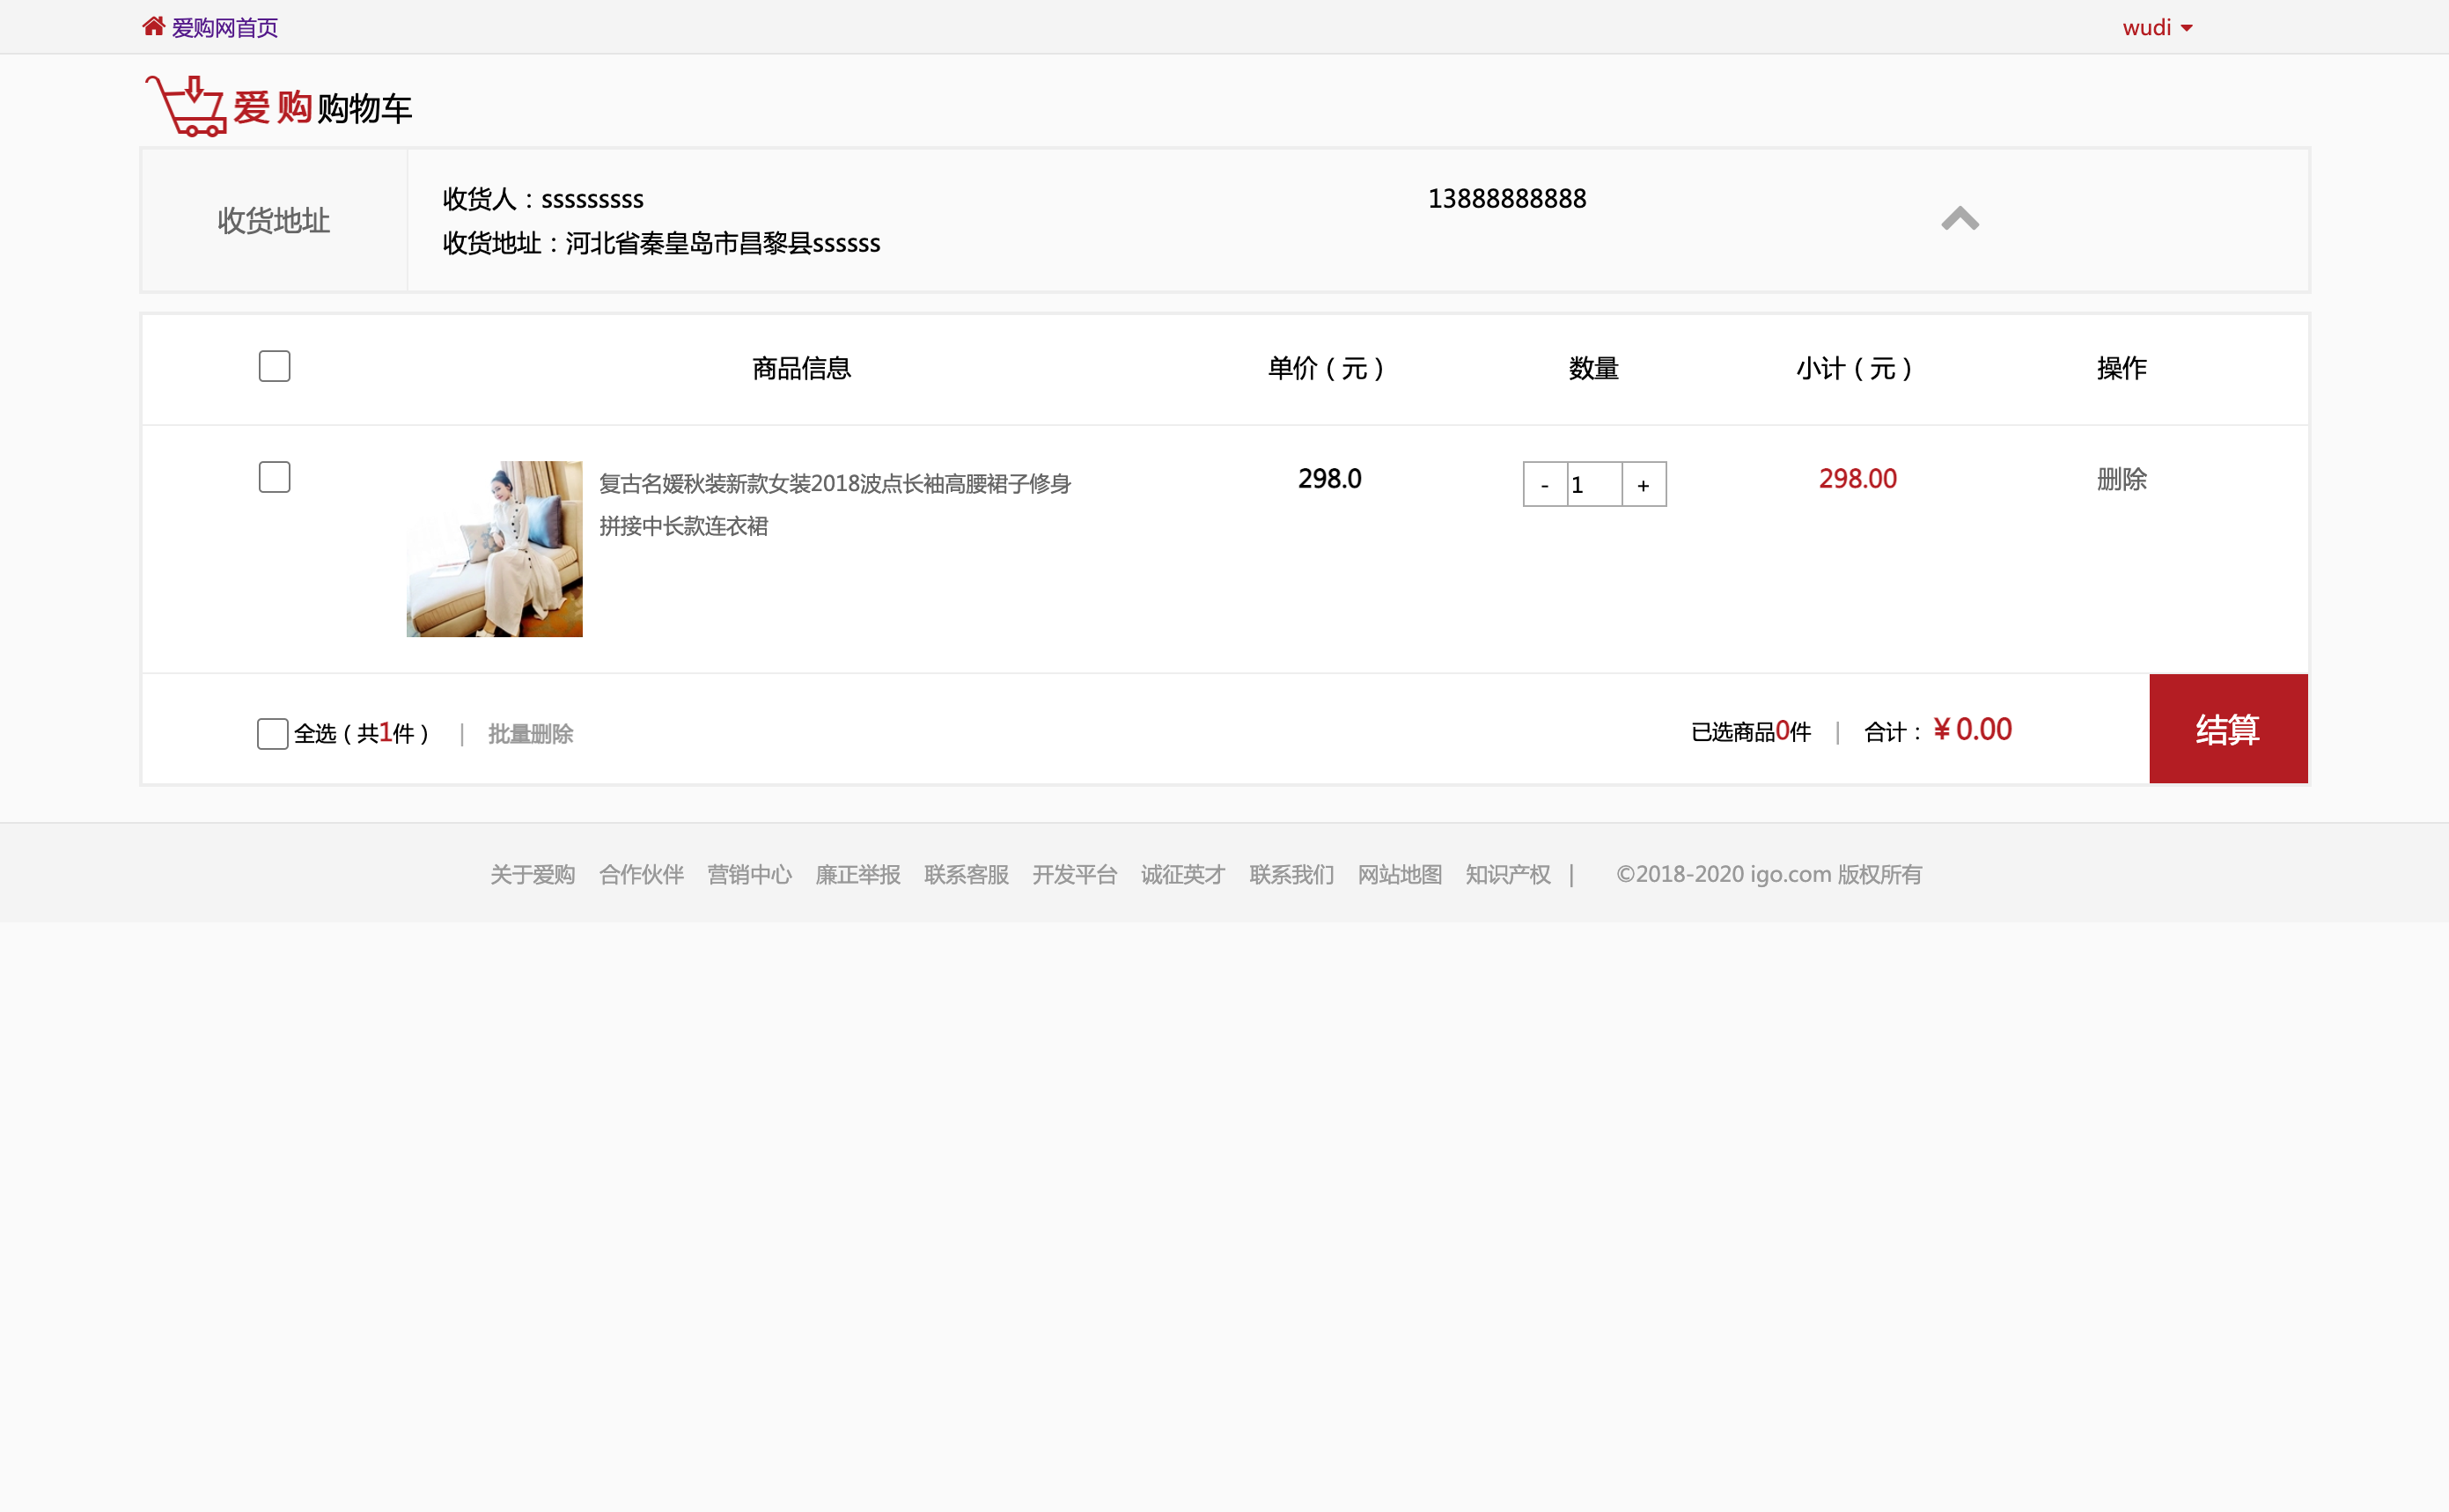 爱购网首页 wudi
爱购 购物车
收货地址
收货人：sssssssss 13888888888
收货地址：河北省秦皇岛市昌黎县ssssss
商品信息 单价（元） 数量 小计（元） 操作
复古名媛秋装新款女装2018波点长袖高腰裙子修身 298.0 - 1 + 298.00 删除
拼接中长款连衣裙
全选（共1件） | 批量删除 已选商品0件 | 合计：￥0.00 结算
关于爱购 合作伙伴 营销中心 廉正举报 联系客服 开发平台 诚征英才 联系我们 网站地图 知识产权 | ©2018-2020 igo.com 版权所有